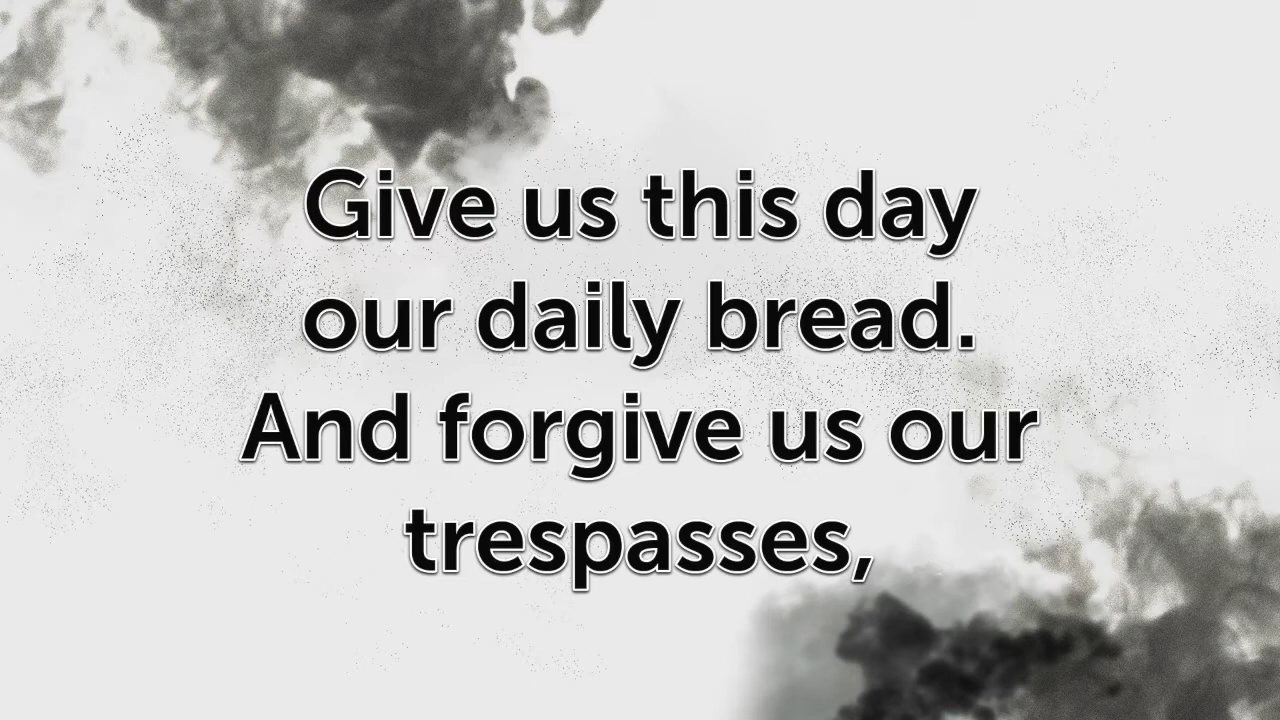 Give us this day
our daily bread.
And forgive us our
trespasses,